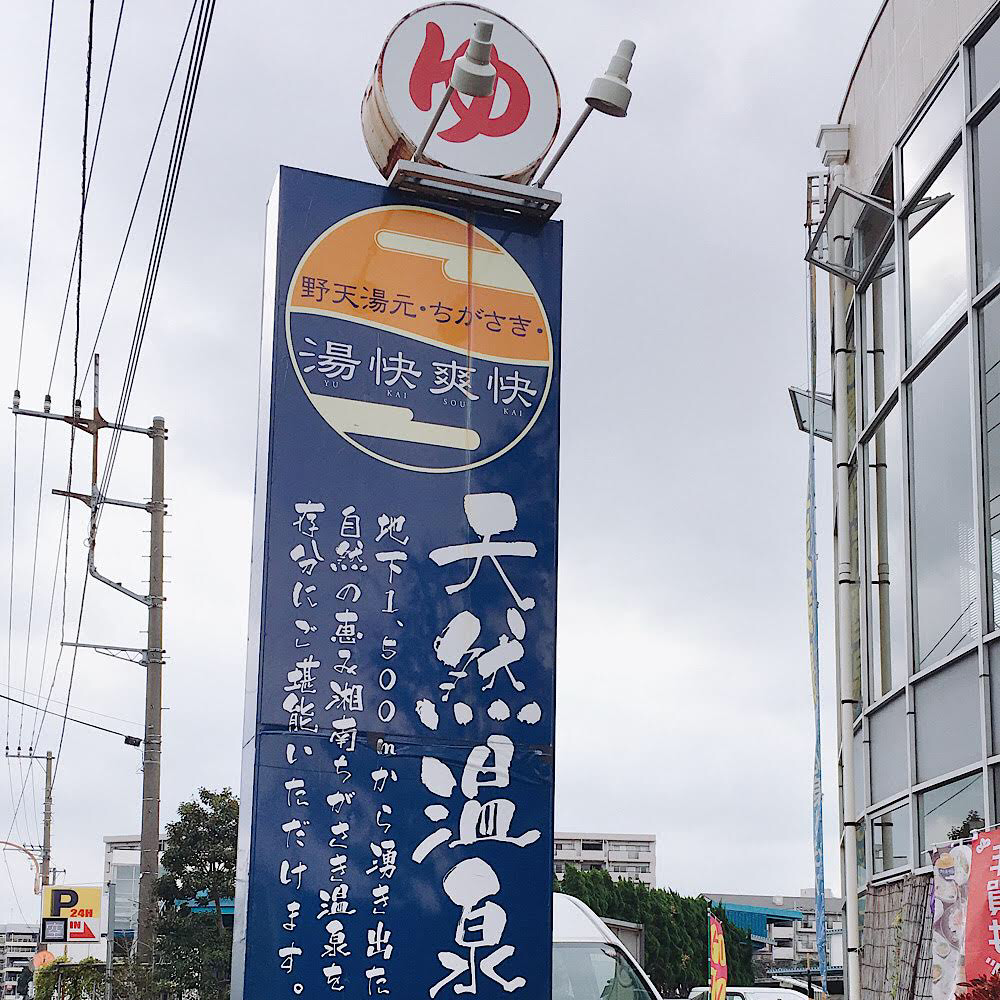 ゆ
野天湯元・ちがさき・
湯快爽快
YU KAI SOU KAI
天然温泉
地下1,500mから湧き出た
自然の恵み湘南ちがさき温泉を
存分にご堪能いただけます。
P
24H
IN